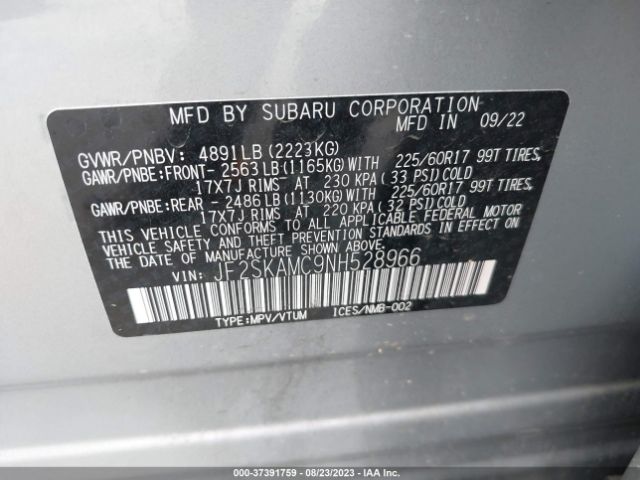 MFD BY SUBARU CORPORATION
MFD IN 09/22
GVWR/PNBV: 4891LB(2223KG)
GAWR/PNBE:FRONT- 2563LB(1165KG)WITH 225/60R17 99T TIRES,
17X7J RIMS AT 230 KPA(33 PSI)COLD
GAWR/PNBE:REAR - 2486LB(1130KG)WITH 225/60R17 99T TIRES,
17X7J RIMS AT 220 KPA(32 PSI)COLD
THIS VEHICLE CONFORMS TO ALL APPLICABLE FEDERAL MOTOR
VEHICLE SAFETY AND THEFT PREVENTION STANDARDS IN EFFECT ON
THE DATE OF MANUFACTURE SHOWN ABOVE.
VIN: JF2SKAMC9NH528966
TYPE:MPV/VTUM ICES/NMB-002
000-37391759 - 08/23/2023 - IAA, Inc.